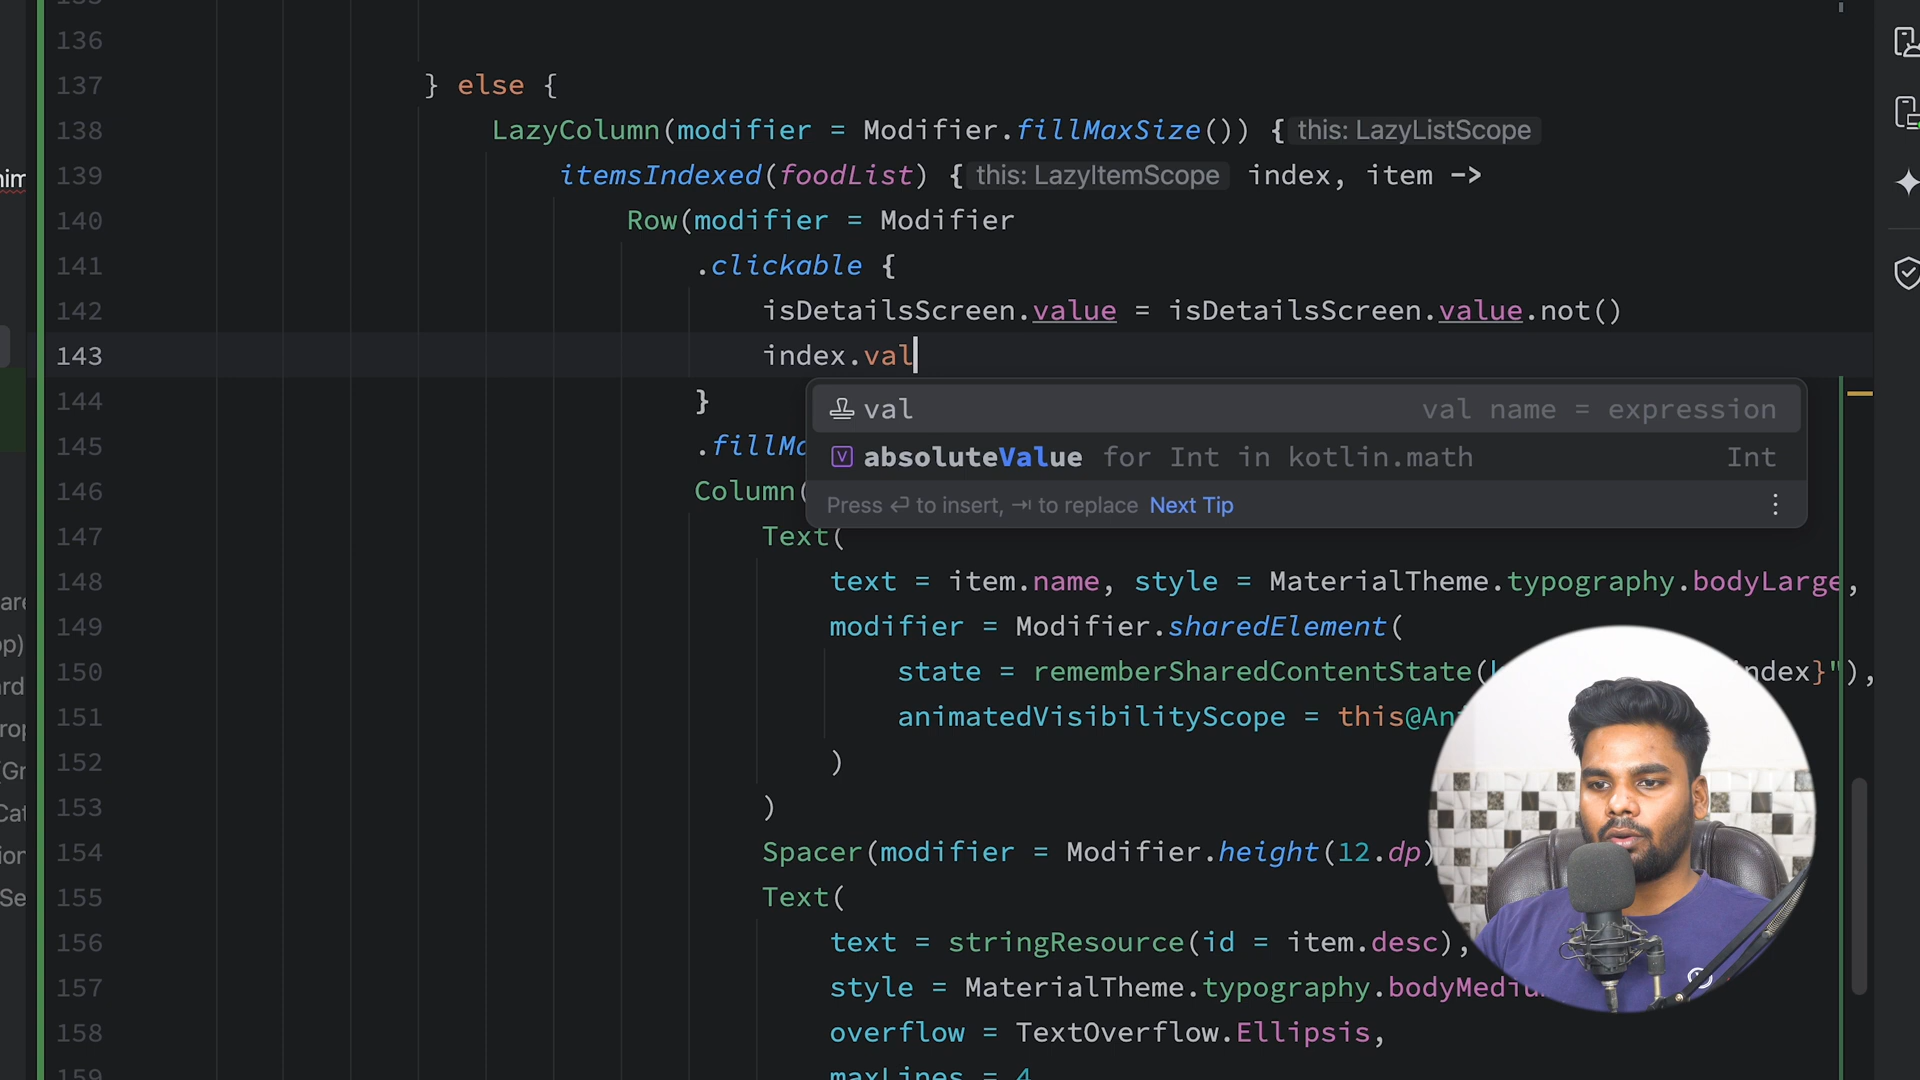 136
137 } else {
138 LazyColumn(modifier = Modifier.fillMaxSize()) { this: LazyListScope
139 itemsIndexed(foodList) { this: LazyItemScope index, item ->
140 Row(modifier = Modifier
141 .clickable {
142 isDetailsScreen.value = isDetailsScreen.value.not()
143 index.val
val val name = expression
absoluteValue for Int in kotlin.math Int
Press ⏎ to insert, ⇥ to replace Next Tip
144 }
145 .fillMa
146 Column(
147 Text(
148 text = item.name, style = MaterialTheme.typography.bodyLarge,
149 modifier = Modifier.sharedElement(
150 state = rememberSharedContentState( ndex}"),
151 animatedVisibilityScope = this@An
152 )
153 )
154 Spacer(modifier = Modifier.height(12.dp)
155 Text(
156 text = stringResource(id = item.desc),
157 style = MaterialTheme.typography.bodyMediu
158 overflow = TextOverflow.Ellipsis,
159 maxLines = 4